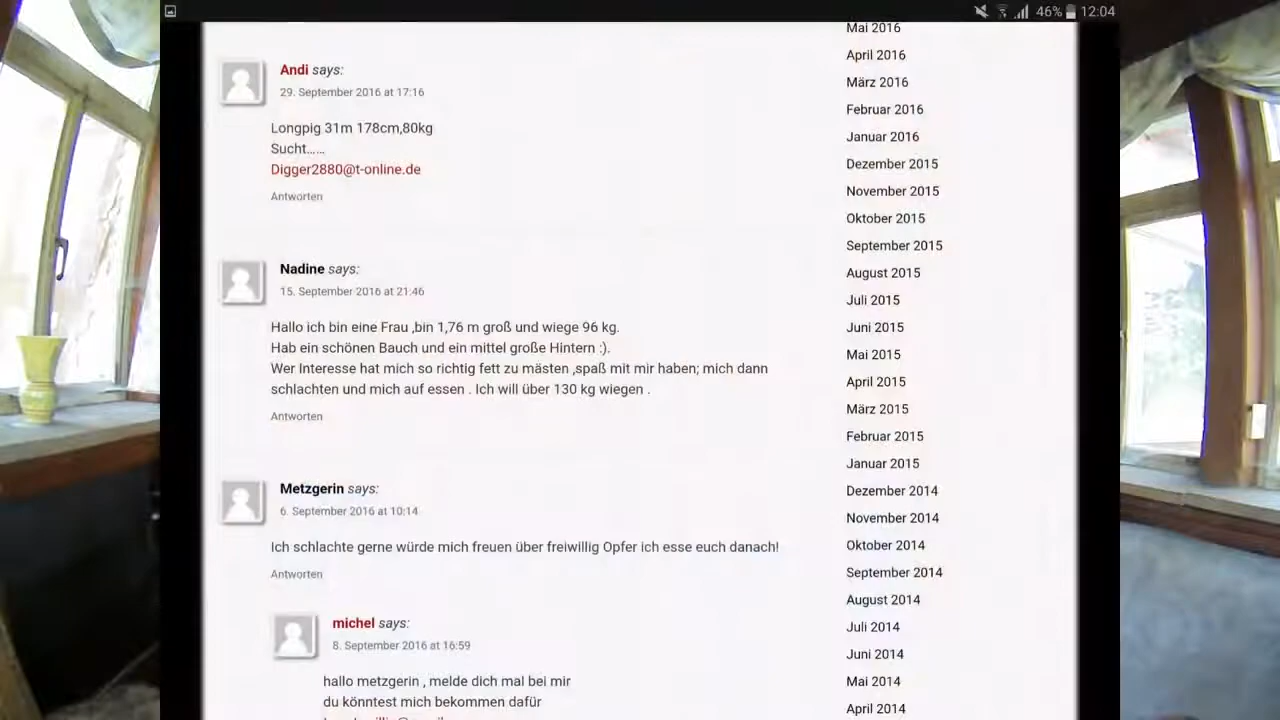 46% 12:04
Andi says:
29. September 2016 at 17:16
Longpig 31m 178cm,80kg
Sucht.....
Digger2880@t-online.de
Antworten
Nadine says:
15. September 2016 at 21:46
Hallo ich bin eine Frau ,bin 1,76 m groß und wiege 96 kg.
Hab ein schönen Bauch und ein mittel große Hintern :).
Wer Interesse hat mich so richtig fett zu mästen ,spaß mit mir haben; mich dann
schlachten und mich auf essen . Ich will über 130 kg wiegen .
Antworten
Metzgerin says:
6. September 2016 at 10:14
Ich schlachte gerne würde mich freuen über freiwillig Opfer ich esse euch danach!
Antworten
michel says:
8. September 2016 at 16:59
hallo metzgerin , melde dich mal bei mir
du könntest mich bekommen dafür
Mai 2016
April 2016
März 2016
Februar 2016
Januar 2016
Dezember 2015
November 2015
Oktober 2015
September 2015
August 2015
Juli 2015
Juni 2015
Mai 2015
April 2015
März 2015
Februar 2015
Januar 2015
Dezember 2014
November 2014
Oktober 2014
September 2014
August 2014
Juli 2014
Juni 2014
Mai 2014
April 2014